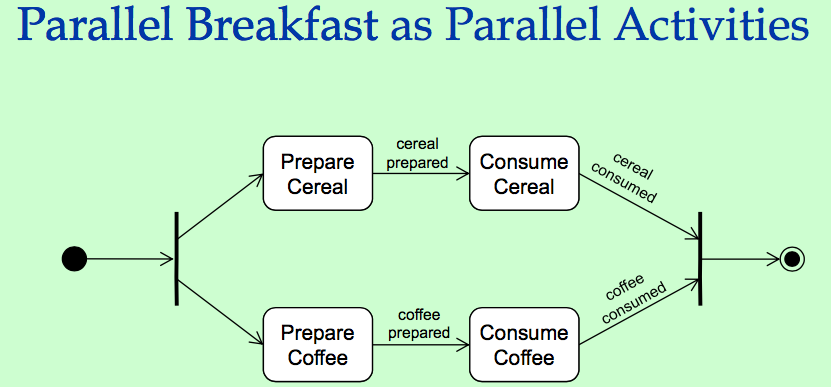 Parallel Breakfast as Parallel Activities
Prepare
Cereal
cereal
prepared
Consume
Cereal
cereal
consumed
Prepare
Coffee
coffee
prepared
Consume
Coffee
coffee
consumed